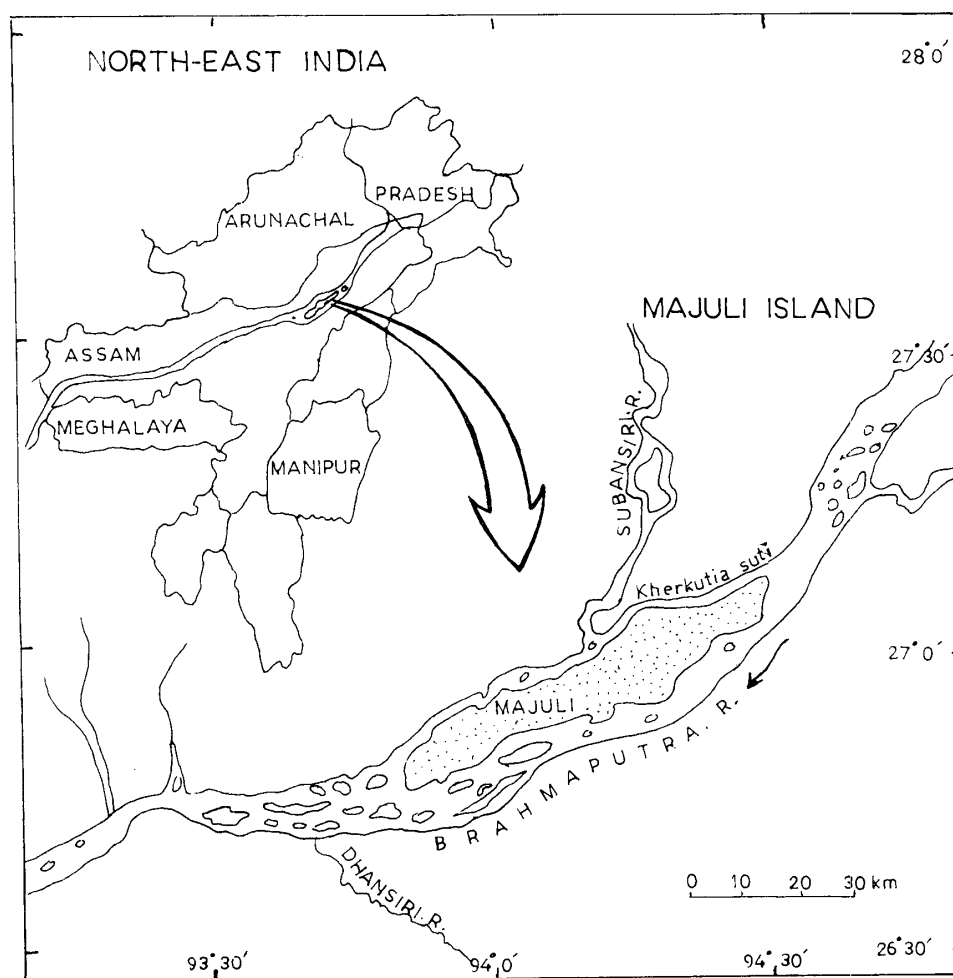 NORTH-EAST INDIA
28°0′
PRADESH
ARUNACHAL
MAJULI ISLAND
ASSAM
27°30′
MEGHALAYA
MANIPUR
SUBANSIRI.R.
Kherkutia suti
27°0′
MAJULI
BRAHMAPUTRA.R.
DHANSIRI.R.
0 10 20 30 km
93°30′ 94°0′ 94°30′ 26°30′